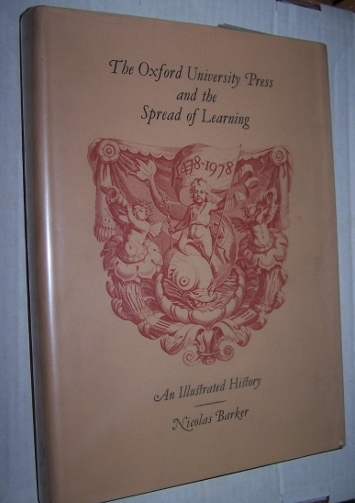 The Oxford University Press
and the
Spread of Learning
1478-1978
An Illustrated History
Nicolas Barker